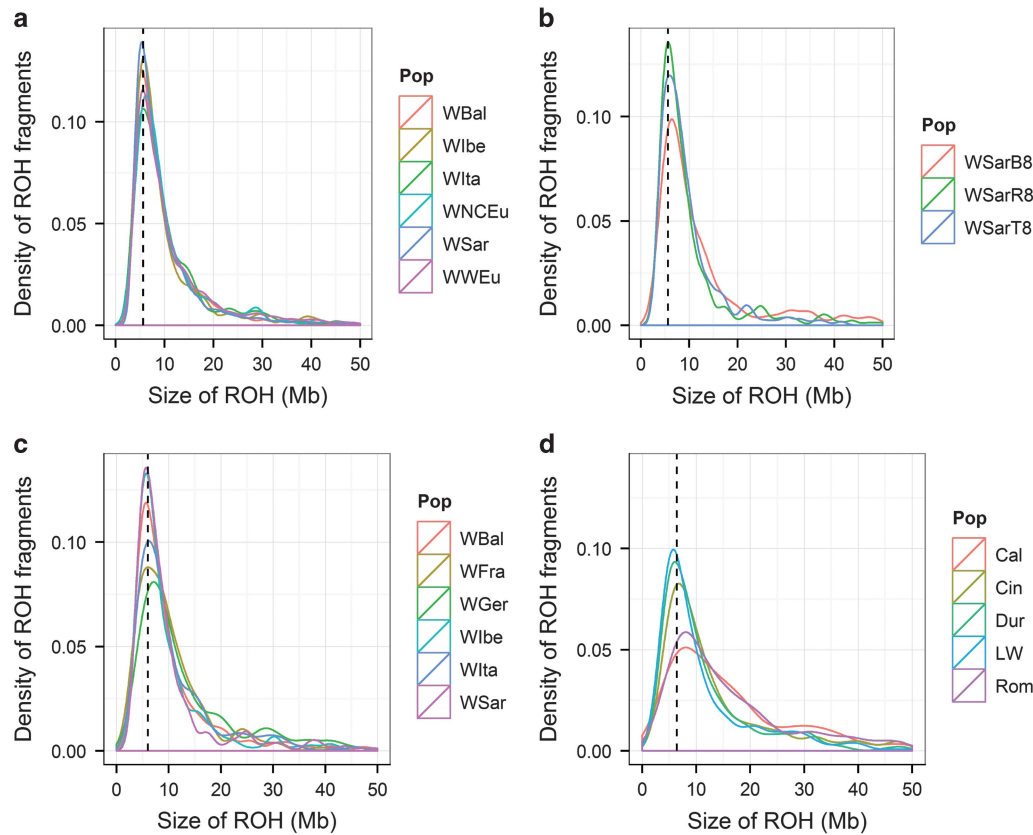 a
Density of ROH fragments
0.10
0.05
0.00
0 10 20 30 40 50
Size of ROH (Mb)
Pop
WBal
WIbe
WIta
WNCEu
WSar
WWEu
b
Density of ROH fragments
0.10
0.05
0.00
0 10 20 30 40 50
Size of ROH (Mb)
Pop
WSarB8
WSarR8
WSarT8
c
Density of ROH fragments
0.10
0.05
0.00
0 10 20 30 40 50
Size of ROH (Mb)
Pop
WBal
WFra
WGer
WIbe
WIta
WSar
d
Density of ROH fragments
0.10
0.05
0.00
0 10 20 30 40 50
Size of ROH (Mb)
Pop
Cal
Cin
Dur
LW
Rom